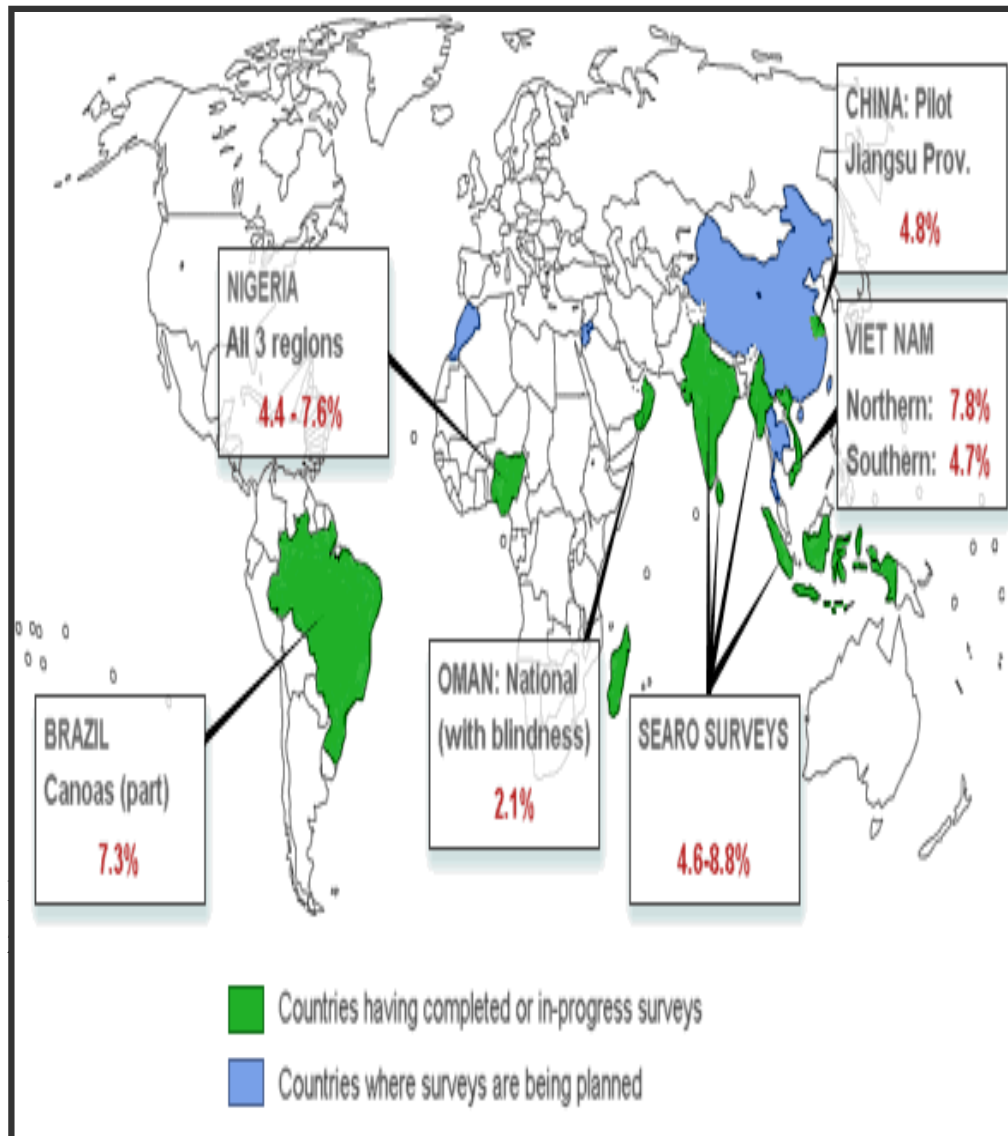 CHINA: Pilot
Jiangsu Prov.
4.8%
NIGERIA
All 3 regions
4.4 - 7.6%
VIET NAM
Northern: 7.8%
Southern: 4.7%
BRAZIL
Canoas (part)
7.3%
OMAN: National
(with blindness)
2.1%
SEARO SURVEYS
4.6-8.8%
Countries having completed or in-progress surveys
Countries where surveys are being planned